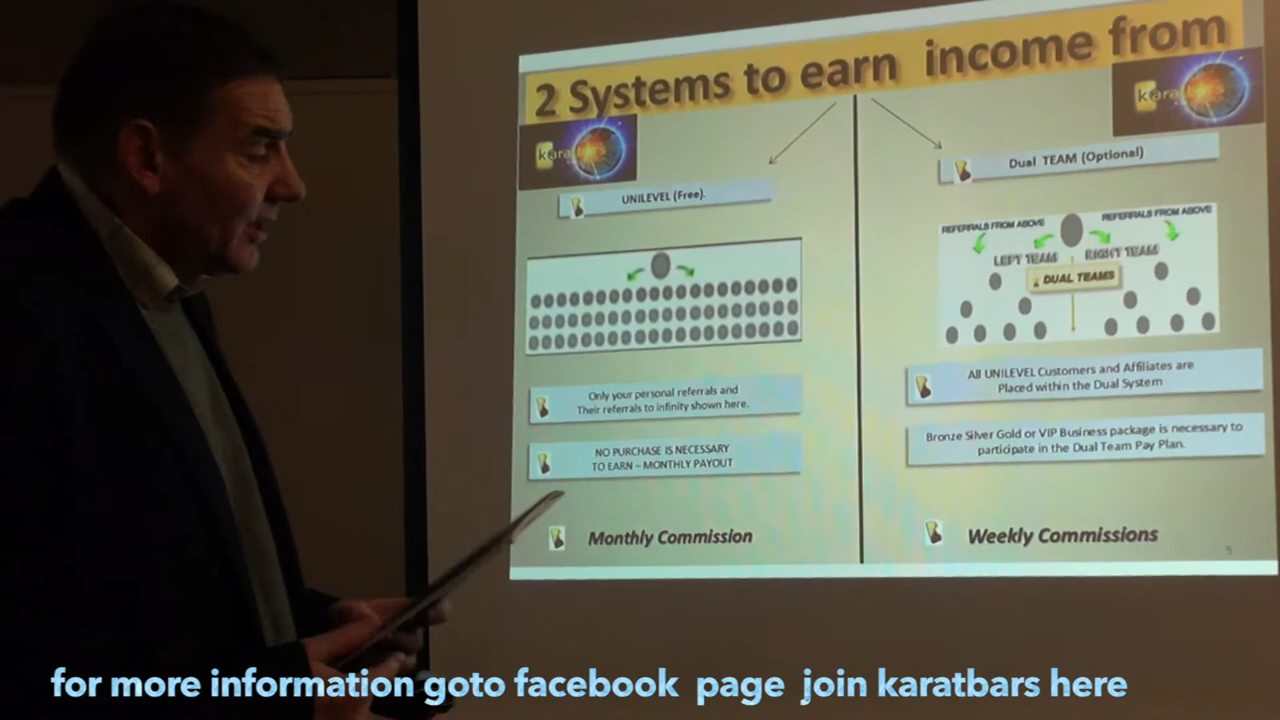 2 Systems to earn income from
karatbars
karatbars
UNILEVEL (Free).
Only your personal referrals and
Their referrals to infinity shown here.
NO PURCHASE IS NECESSARY
TO EARN – MONTHLY PAYOUT
Monthly Commission
Dual TEAM (Optional)
REFERRALS FROM ABOVE
REFERRALS FROM ABOVE
LEFT TEAM
RIGHT TEAM
DUAL TEAMS
All UNILEVEL Customers and Affiliates are
Placed within the Dual System
Bronze Silver Gold or VIP Business package is necessary to
participate in the Dual Team Pay Plan.
Weekly Commissions
5
for more information goto facebook page join karatbars here